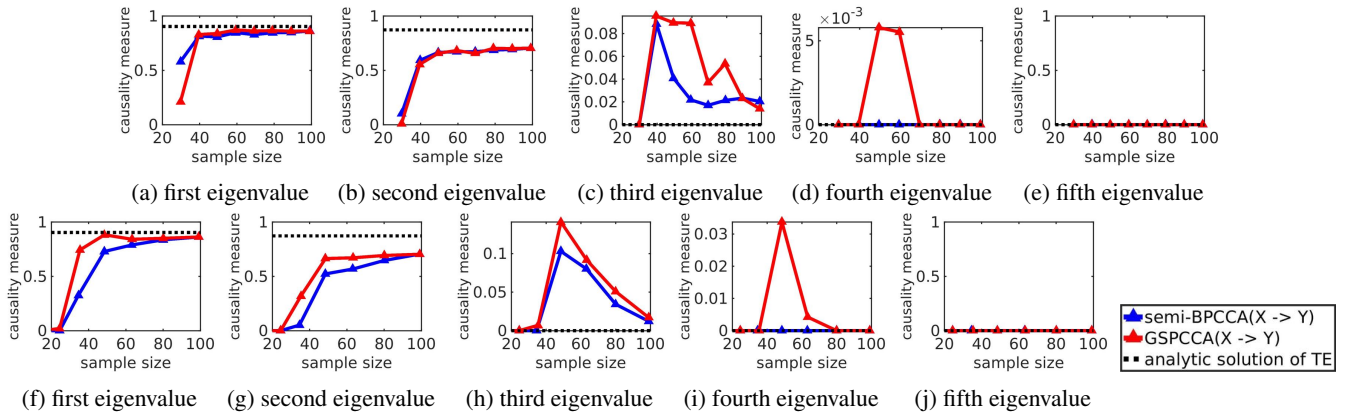 causality measure
1
0.5
0
20 40 60 80 100
sample size
(a) first eigenvalue
causality measure
1
0.5
0
20 40 60 80 100
sample size
(b) second eigenvalue
causality measure
0.08
0.06
0.04
0.02
0
20 40 60 80 100
sample size
(c) third eigenvalue
causality measure
×10⁻³
5
0
20 40 60 80 100
sample size
(d) fourth eigenvalue
causality measure
1
0.5
0
20 40 60 80 100
sample size
(e) fifth eigenvalue
causality measure
1
0.5
0
20 40 60 80 100
sample size
(f) first eigenvalue
causality measure
1
0.5
0
20 40 60 80 100
sample size
(g) second eigenvalue
causality measure
0.1
0.05
0
20 40 60 80 100
sample size
(h) third eigenvalue
causality measure
0.03
0.02
0.01
0
20 40 60 80 100
sample size
(i) fourth eigenvalue
causality measure
1
0.5
0
20 40 60 80 100
sample size
(j) fifth eigenvalue
semi-BPCCA(X -> Y)
GSPCCA(X -> Y)
analytic solution of TE